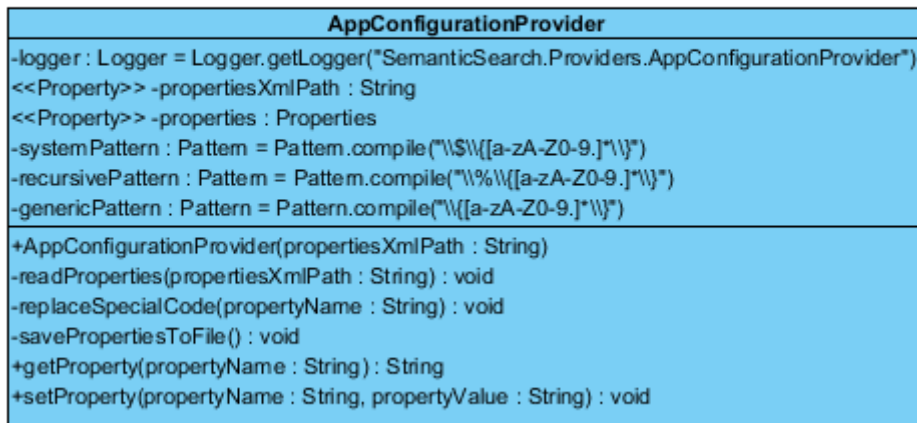 AppConfigurationProvider
-logger : Logger = Logger.getLogger("SemanticSearch.Providers.AppConfigurationProvider")
<<Property>> -propertiesXmlPath : String
<<Property>> -properties : Properties
-systemPattern : Pattern = Pattern.compile("\\$\\{[a-zA-Z0-9.]*\\}")
-recursivePattern : Pattern = Pattern.compile("\\%\\{[a-zA-Z0-9.]*\\}")
-genericPattern : Pattern = Pattern.compile("\\{[a-zA-Z0-9.]*\\}")
+AppConfigurationProvider(propertiesXmlPath : String)
-readProperties(propertiesXmlPath : String) : void
-replaceSpecialCode(propertyName : String) : void
-savePropertiesToFile() : void
+getProperty(propertyName : String) : String
+setProperty(propertyName : String, propertyValue : String) : void